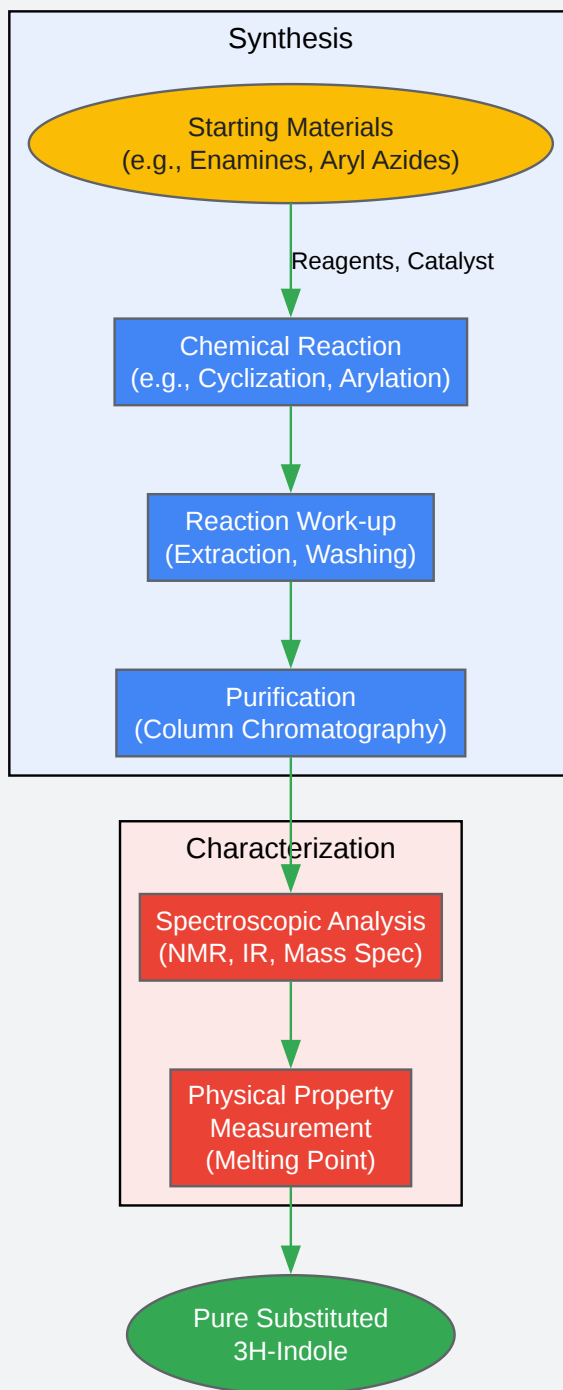 Synthesis
Starting Materials
(e.g., Enamines, Aryl Azides)
Reagents, Catalyst
Chemical Reaction
(e.g., Cyclization, Arylation)
Reaction Work-up
(Extraction, Washing)
Purification
(Column Chromatography)
Characterization
Spectroscopic Analysis
(NMR, IR, Mass Spec)
Physical Property
Measurement
(Melting Point)
Pure Substituted
3H-Indole